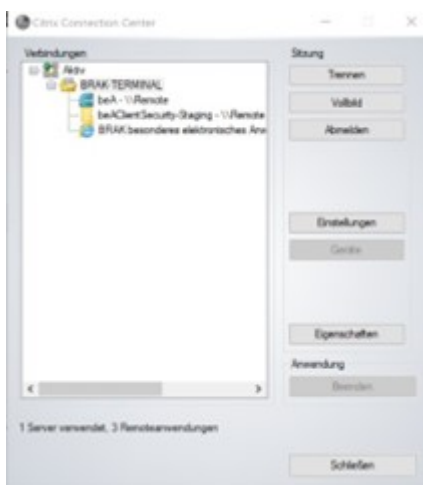 Citrix Connection Center
Verbindungen
Aktiv
BRAK-TERMINAL
beA - \\Remote
beAClientSecurity-Staging - \\Remote
BRAK besonderes elektronisches Anw
Sitzung
Trennen
Vollbild
Abmelden
Einstellungen
Geräte
Eigenschaften
Anwendung
Beenden
1 Server verwendet, 3 Remoteanwendungen
Schließen